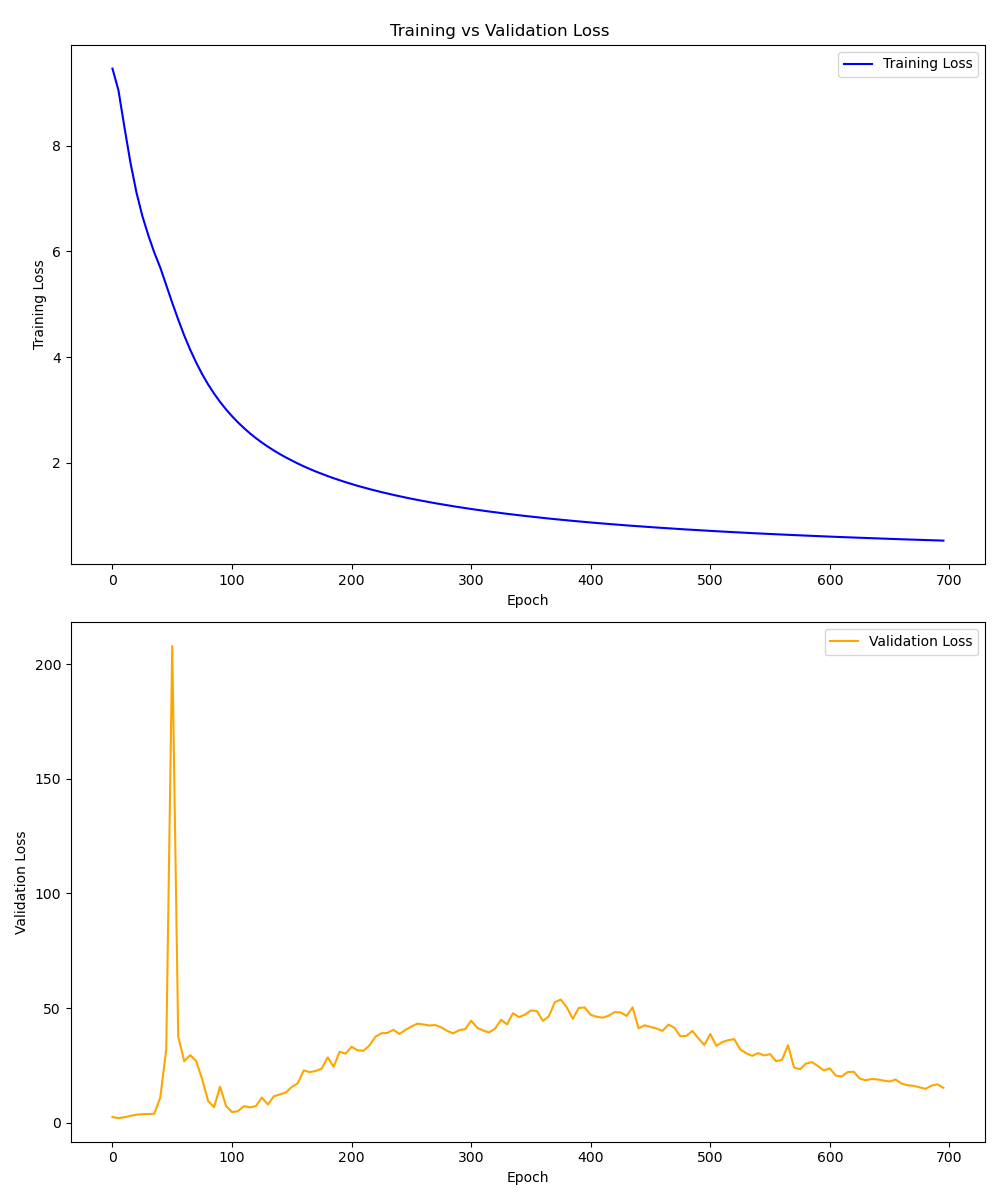 Training vs Validation Loss
Training Loss
8
6
4
2
Training Loss
0 100 200 300 400 500 600 700
Epoch
Validation Loss
200
150
100
50
0
Validation Loss
0 100 200 300 400 500 600 700
Epoch